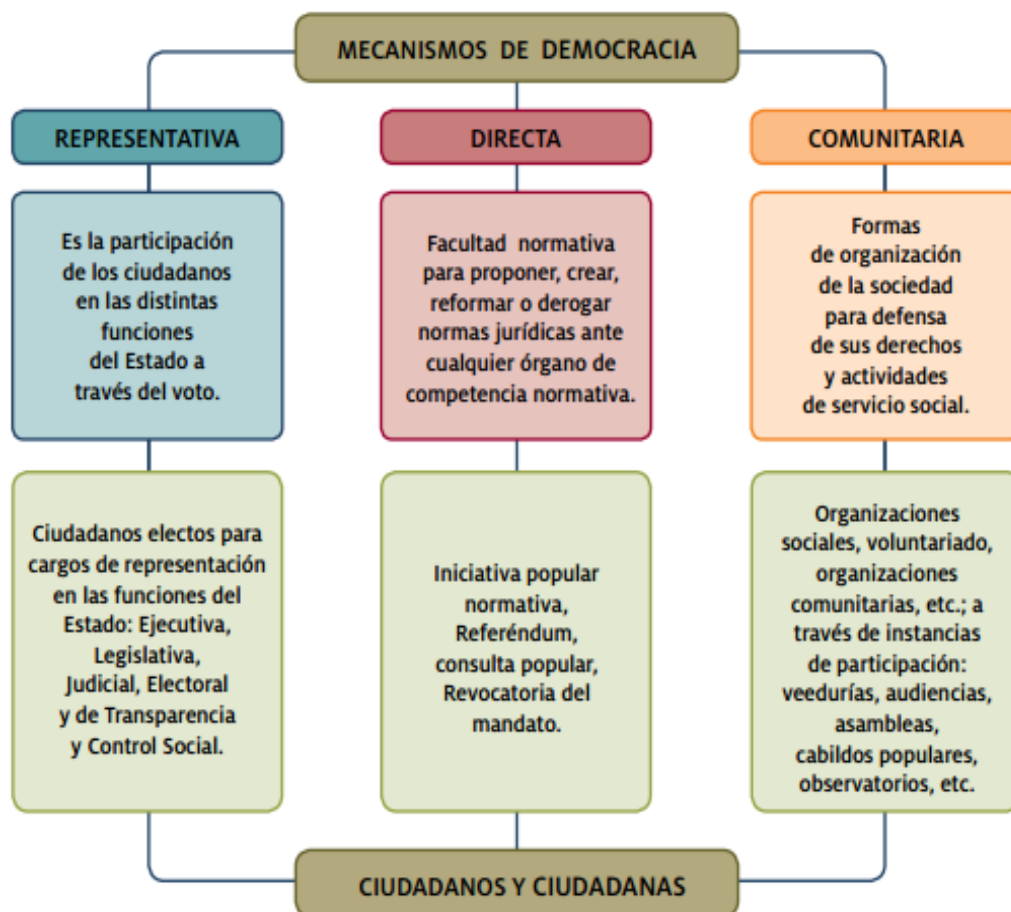 MECANISMOS DE DEMOCRACIA
REPRESENTATIVA
Es la participación
de los ciudadanos
en las distintas
funciones
del Estado a
través del voto.
Ciudadanos electos para
cargos de representación
en las funciones del
Estado: Ejecutiva,
Legislativa,
Judicial, Electoral
y de Transparencia
y Control Social.
DIRECTA
Facultad normativa
para proponer, crear,
reformar o derogar
normas jurídicas ante
cualquier órgano de
competencia normativa.
Iniciativa popular
normativa,
Referéndum,
consulta popular,
Revocatoria del
mandato.
COMUNITARIA
Formas
de organización
de la sociedad
para defensa
de sus derechos
y actividades
de servicio social.
Organizaciones
sociales, voluntariado,
organizaciones
comunitarias, etc.; a
través de instancias
de participación:
veedurías, audiencias,
asambleas,
cabildos populares,
observatorios, etc.
CIUDADANOS Y CIUDADANAS